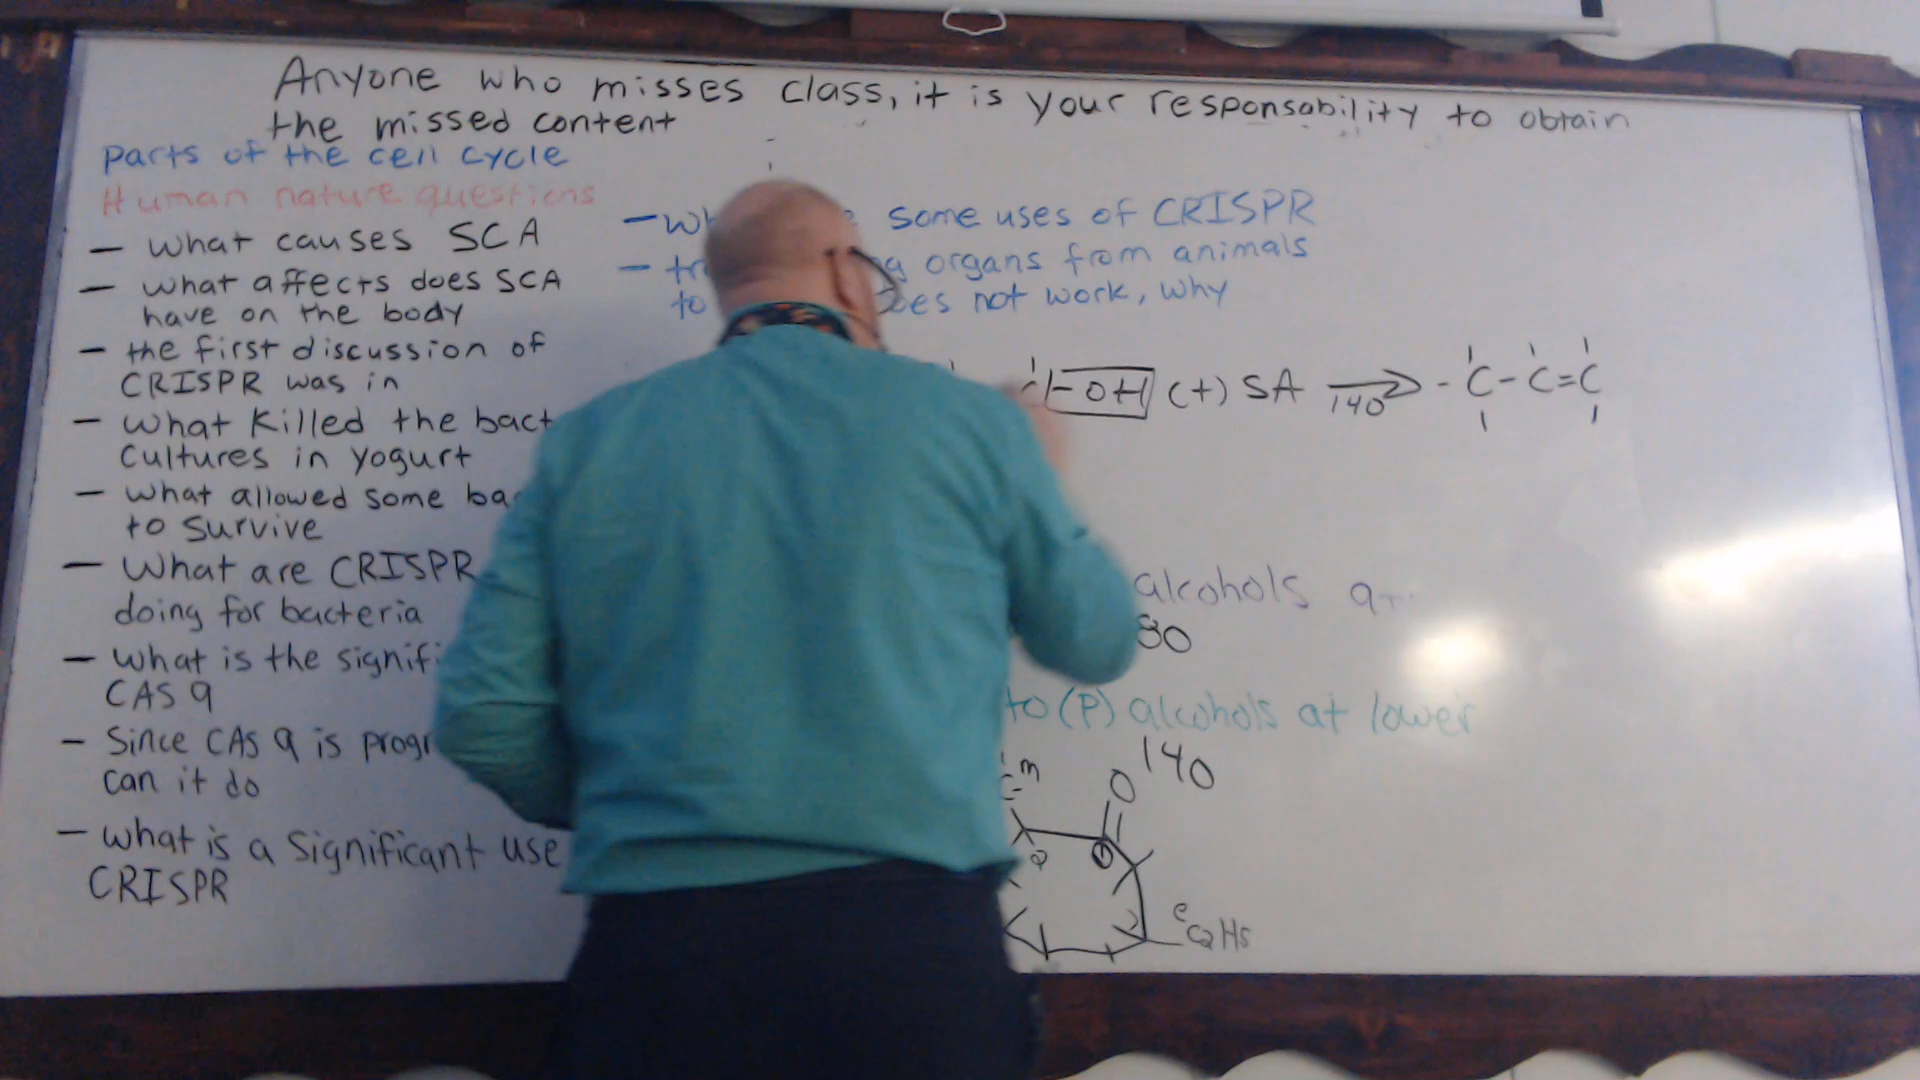 Anyone who misses class, it is your responsability to obtain
the missed content
Parts of the cell cycle
Human nature questions
- What causes SCA
- What affects does SCA
have on the body
- the first discussion of
CRISPR was in
- What killed the bact
Cultures in yogurt
- What allowed some ba
to survive
- What are CRISPR
doing for bacteria
- What is the signifi
CAS 9
- Since CAS 9 is progr
can it do
- what is a significant use
CRISPR
- some uses of CRISPR
- organs from animals
to not work, why
OH (+) SA 140 - C - C = C
alcohols
30
to (P) alcohols at lower
140
O
C2H5